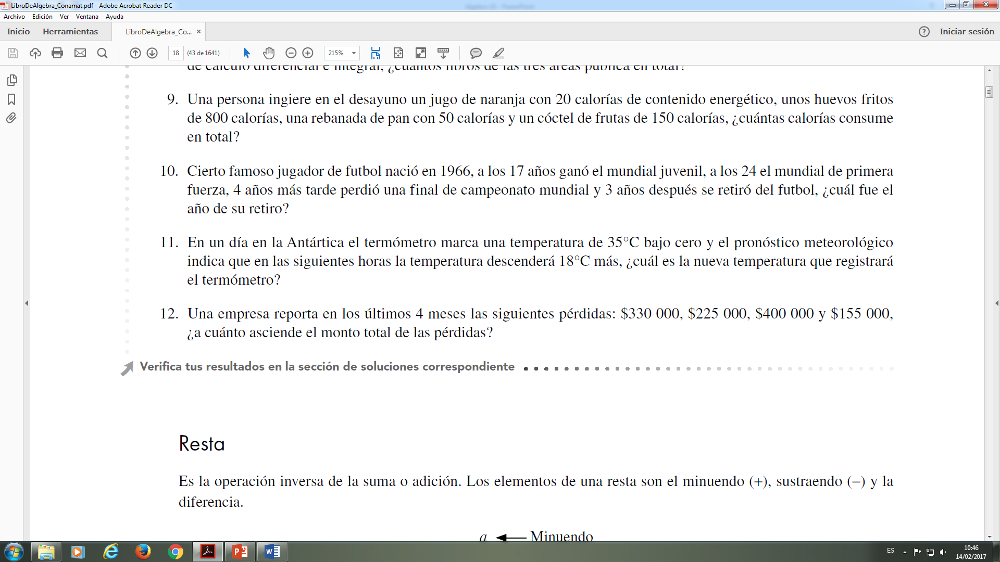 LibroDeAlgebra_Conamat.pdf - Adobe Acrobat Reader DC
Archivo Edición Ver Ventana Ayuda
Inicio Herramientas LibroDeAlgebra_Co... × ? Iniciar sesión
18 (43 de 1641) 215%
de cálculo diferencial e integral, ¿cuántos libros de las tres áreas publica en total?
9. Una persona ingiere en el desayuno un jugo de naranja con 20 calorías de contenido energético, unos huevos fritos
de 800 calorías, una rebanada de pan con 50 calorías y un cóctel de frutas de 150 calorías, ¿cuántas calorías consume
en total?
10. Cierto famoso jugador de futbol nació en 1966, a los 17 años ganó el mundial juvenil, a los 24 el mundial de primera
fuerza, 4 años más tarde perdió una final de campeonato mundial y 3 años después se retiró del futbol, ¿cuál fue el
año de su retiro?
11. En un día en la Antártica el termómetro marca una temperatura de 35°C bajo cero y el pronóstico meteorológico
indica que en las siguientes horas la temperatura descenderá 18°C más, ¿cuál es la nueva temperatura que registrará
el termómetro?
12. Una empresa reporta en los últimos 4 meses las siguientes pérdidas: $330 000, $225 000, $400 000 y $155 000,
¿a cuánto asciende el monto total de las pérdidas?
Verifica tus resultados en la sección de soluciones correspondiente
Resta
Es la operación inversa de la suma o adición. Los elementos de una resta son el minuendo (+), sustraendo (−) y la
diferencia.
a ← Minuendo
ES 10:46
14/02/2017